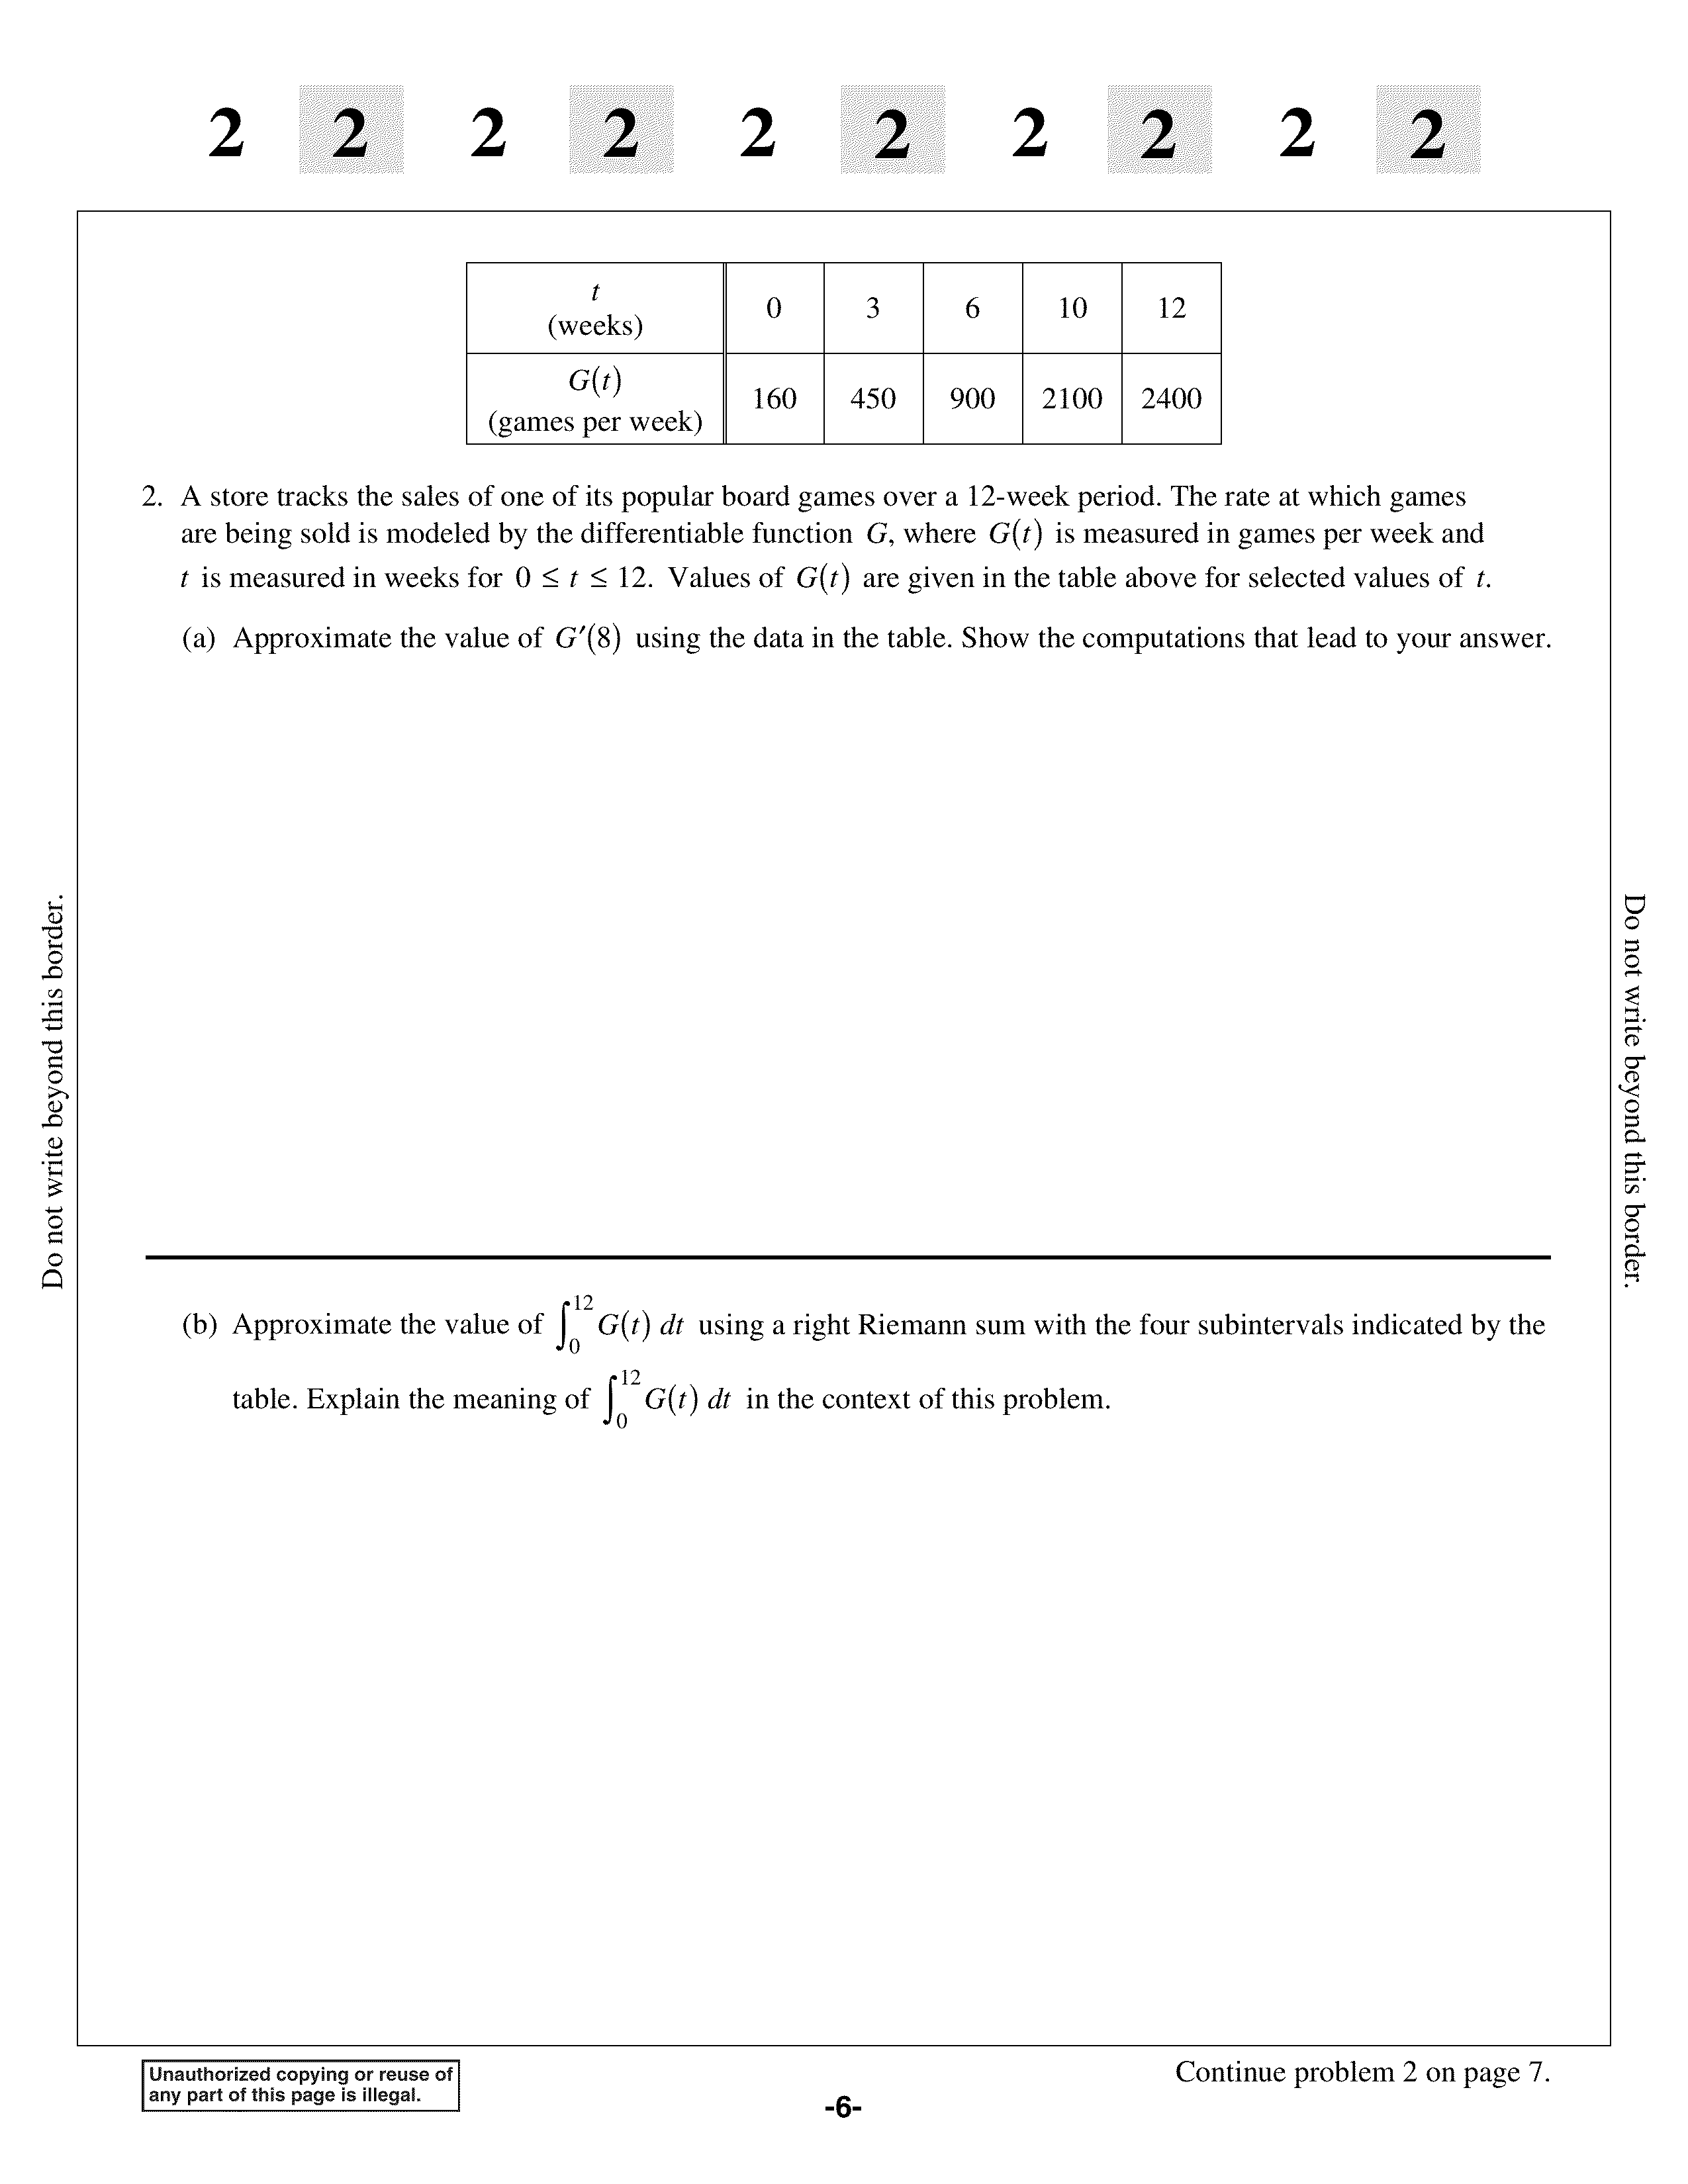 2 2 2 2 2 2 2 2 2 2
t
(weeks) 0 3 6 10 12
G(t)
(games per week) 160 450 900 2100 2400
2. A store tracks the sales of one of its popular board games over a 12-week period. The rate at which games
are being sold is modeled by the differentiable function G, where G(t) is measured in games per week and
t is measured in weeks for 0 ≤ t ≤ 12. Values of G(t) are given in the table above for selected values of t.
(a) Approximate the value of G′(8) using the data in the table. Show the computations that lead to your answer.
Do not write beyond this border.
Do not write beyond this border.
(b) Approximate the value of ∫₀¹² G(t) dt using a right Riemann sum with the four subintervals indicated by the
table. Explain the meaning of ∫₀¹² G(t) dt in the context of this problem.
Unauthorized copying or reuse of
any part of this page is illegal.
Continue problem 2 on page 7.
-6-